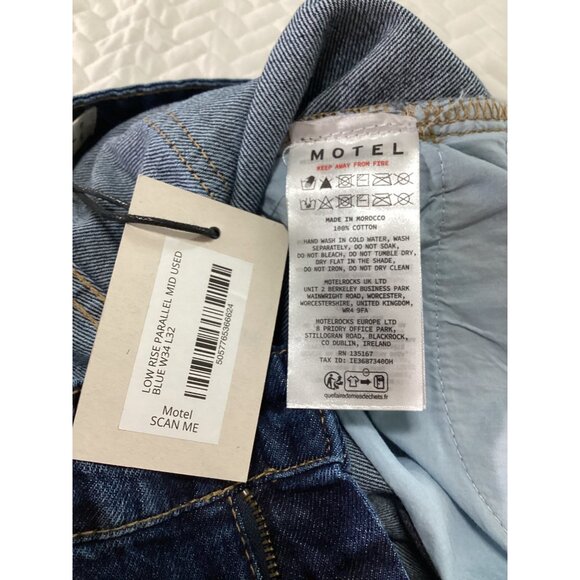 MOTEL
KEEP AWAY FROM FIRE
MADE IN MOROCCO
100% COTTON
HAND WASH IN COLD WATER, WASH
SEPARATELY, DO NOT SOAK,
DO NOT BLEACH, DO NOT TUMBLE DRY,
DRY FLAT IN THE SHADE,
DO NOT IRON, DO NOT DRY CLEAN
MOTELROCKS UK LTD
UNIT 2 BERKELEY BUSINESS PARK
WAINWRIGHT ROAD, WORCESTER,
WORCESTERSHIRE, UNITED KINGDOM,
WR4 9FA
MOTELROCKS EUROPE LTD
8 PRIORY OFFICE PARK,
STILLOGRAN ROAD, BLACKROCK,
CO DUBLIN, IRELAND
RN 135167
TAX ID: IE3687340OH
quefairedemesdechets.fr
LOW RISE PARALLEL MID USED
BLUE W34 L32
5057760366624
Motel
SCAN ME